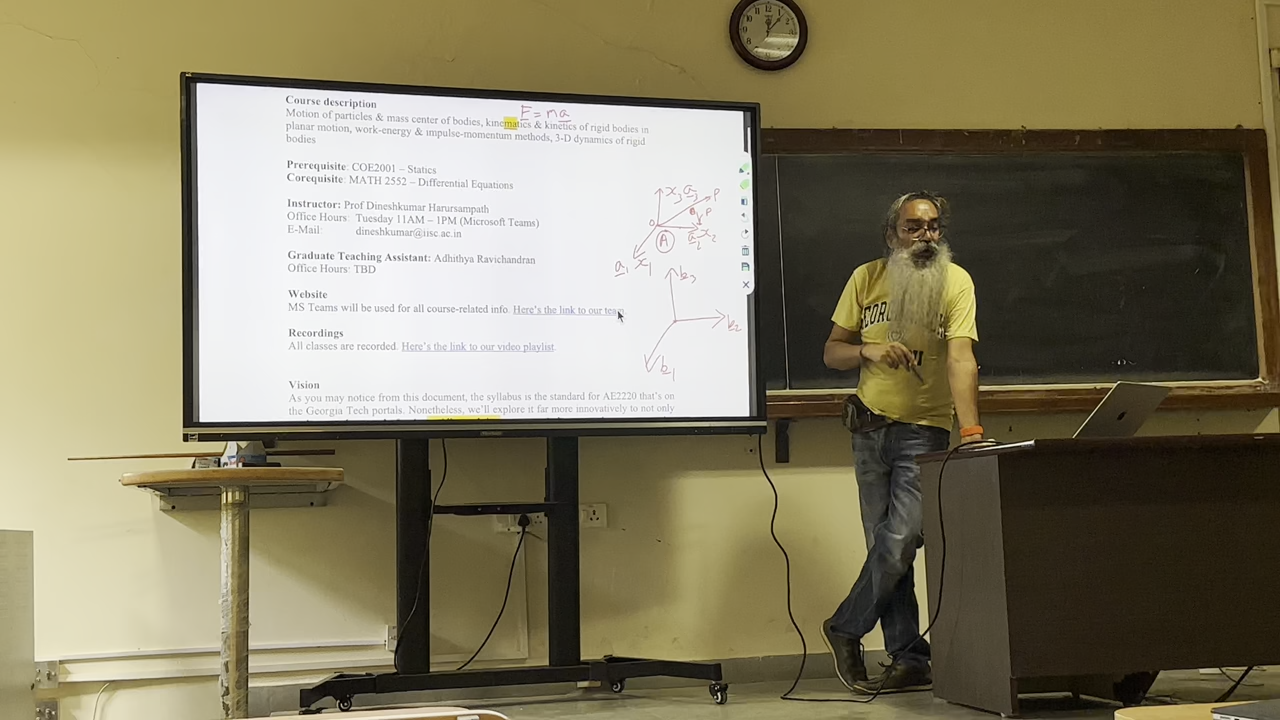 Course description
F = ma
Motion of particles & mass center of bodies, kinematics & kinetics of rigid bodies in
planar motion, work-energy & impulse-momentum methods, 3-D dynamics of rigid
bodies
Prerequisite: COE2001 – Statics
Corequisite: MATH 2552 – Differential Equations
Instructor: Prof Dineshkumar Harursampath
Office Hours: Tuesday 11AM – 1PM (Microsoft Teams)
E-Mail: dineshkumar@iisc.ac.in
Graduate Teaching Assistant: Adhithya Ravichandran
Office Hours: TBD
Website
MS Teams will be used for all course-related info. Here's the link to our team.
Recordings
All classes are recorded. Here's the link to our video playlist.
Vision
As you may notice from this document, the syllabus is the standard for AE2220 that's on
the Georgia Tech portals. Nonetheless, we'll explore it far more innovatively to not only
x3 a3 P
O P
A a2 x2
a1 x1
b3
b2
b1